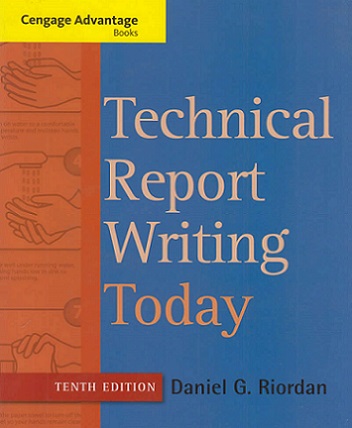 Cengage Advantage
Books
Technical
Report
Writing
Today
TENTH EDITION
Daniel G. Riordan